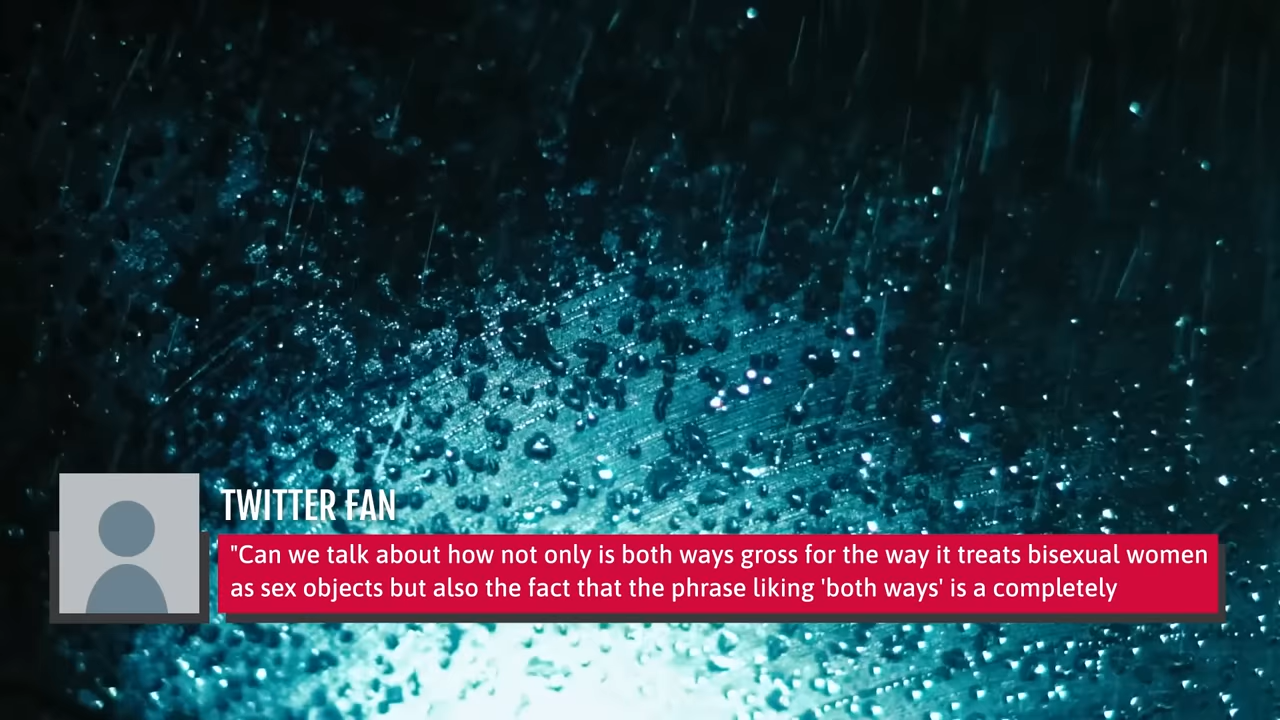 TWITTER FAN
"Can we talk about how not only is both ways gross for the way it treats bisexual women
as sex objects but also the fact that the phrase liking 'both ways' is a completely